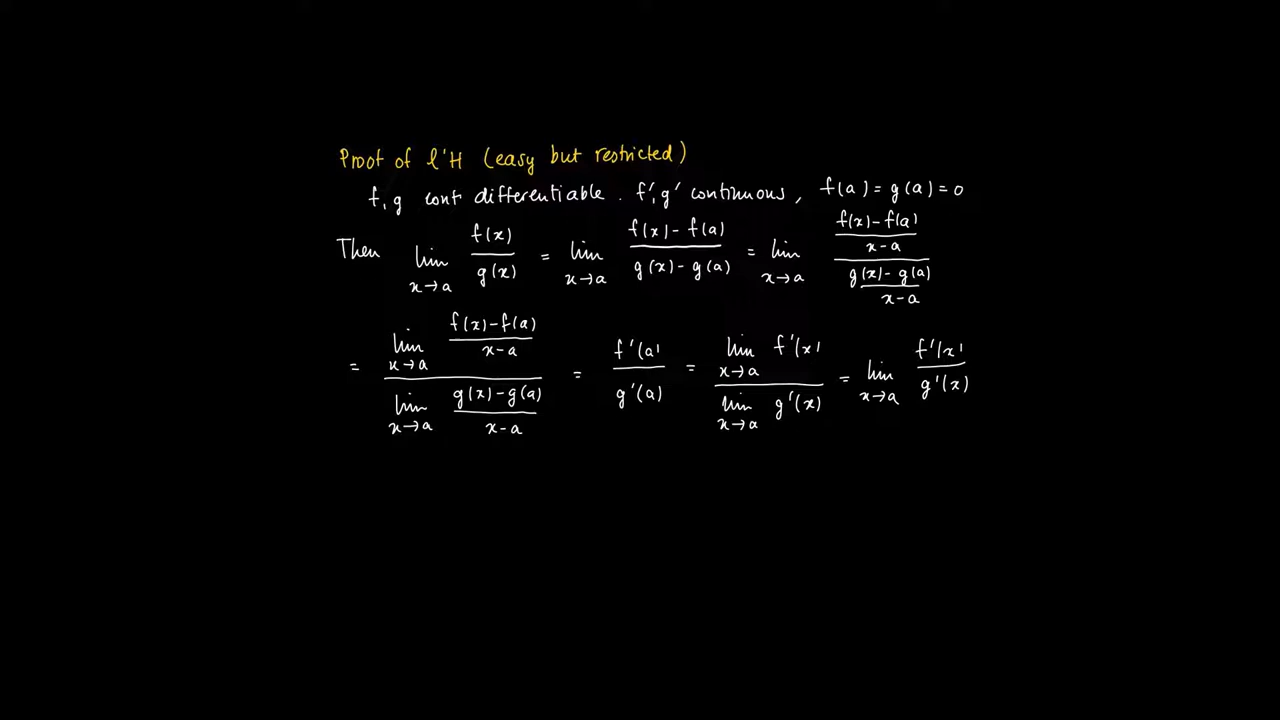 Proof of l'H (easy but restricted)
f, g cont. differentiable. f', g' continuous, f(a) = g(a) = 0
Then lim_{x→a} f(x)/g(x) = lim_{x→a} (f(x)-f(a))/(g(x)-g(a)) = lim_{x→a} ((f(x)-f(a))/(x-a))/((g(x)-g(a))/(x-a))
= (lim_{x→a} (f(x)-f(a))/(x-a))/(lim_{x→a} (g(x)-g(a))/(x-a)) = f'(a)/g'(a) = (lim_{x→a} f'(x))/(lim_{x→a} g'(x)) = lim_{x→a} f'(x)/g'(x)